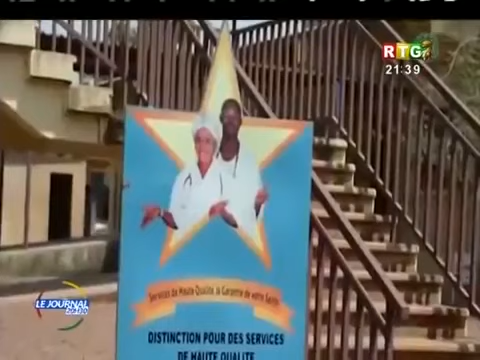 RTG
21:39
Services de Haute Qualité, la Garantie de votre Santé
DISTINCTION POUR DES SERVICES
DE HAUTE QUALITE
LE JOURNAL
20H30